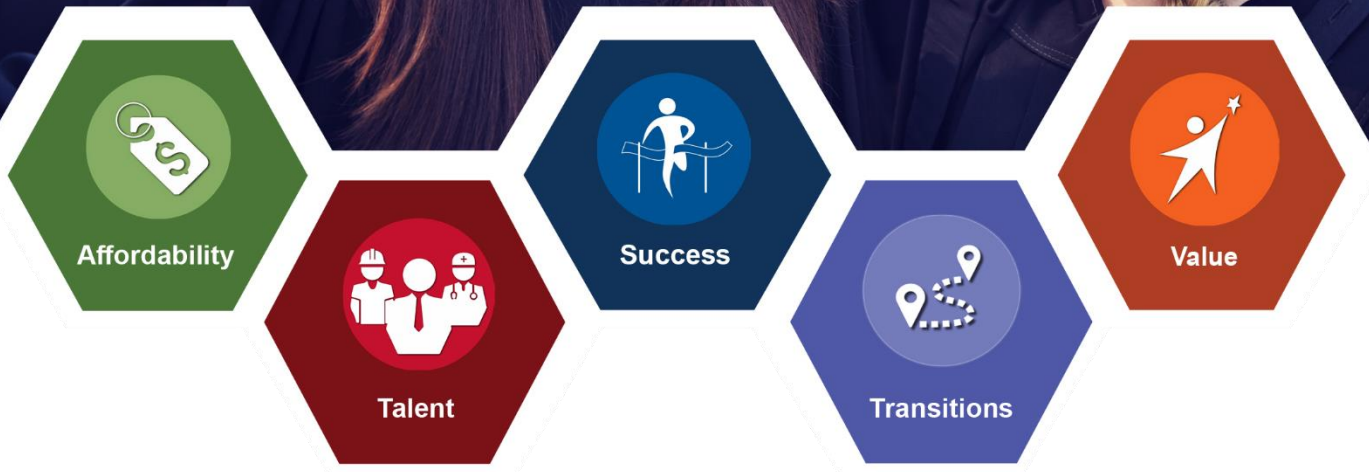 Affordability
Talent
Success
Transitions
Value